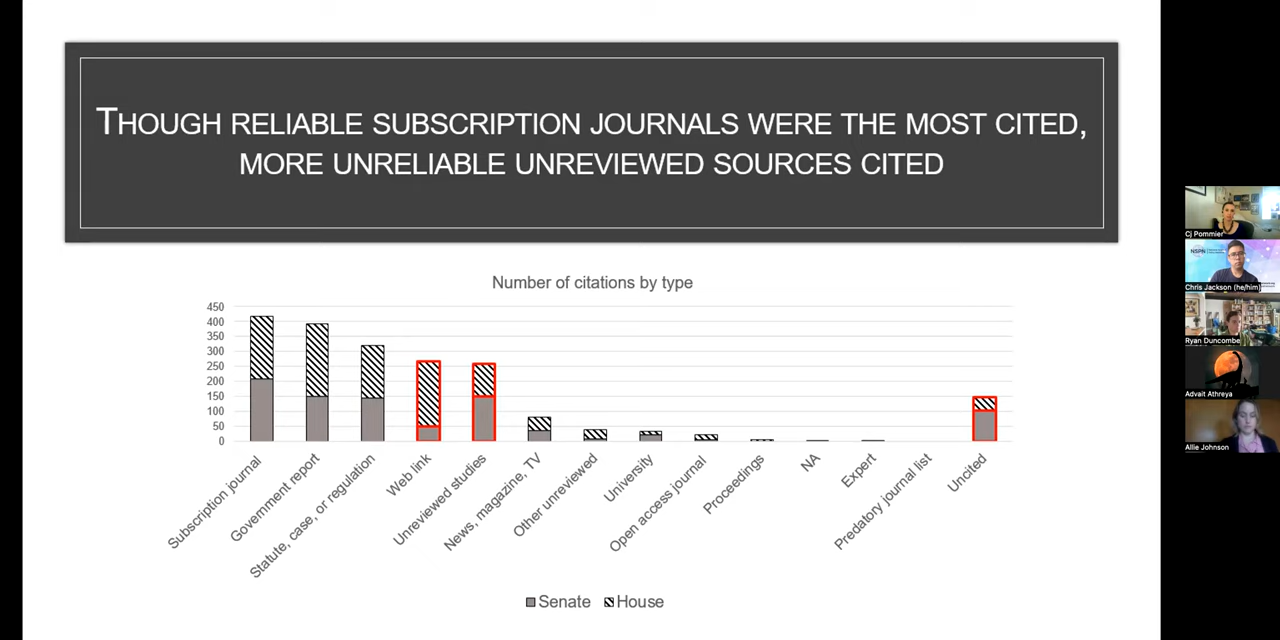 THOUGH RELIABLE SUBSCRIPTION JOURNALS WERE THE MOST CITED,
MORE UNRELIABLE UNREVIEWED SOURCES CITED
Number of citations by type
450
400
350
300
250
200
150
100
50
0
Subscription journal
Government report
Statute, case, or regulation
Web link
Unreviewed studies
News, magazine, TV
Other unreviewed
University
Open access journal
Proceedings
NA
Expert
Predatory journal list
Uncited
Senate
House
Cj Pommier
NSPN
Chris Jackson (he/him)
Ryan Duncombe
Advait Athreya
Allie Johnson